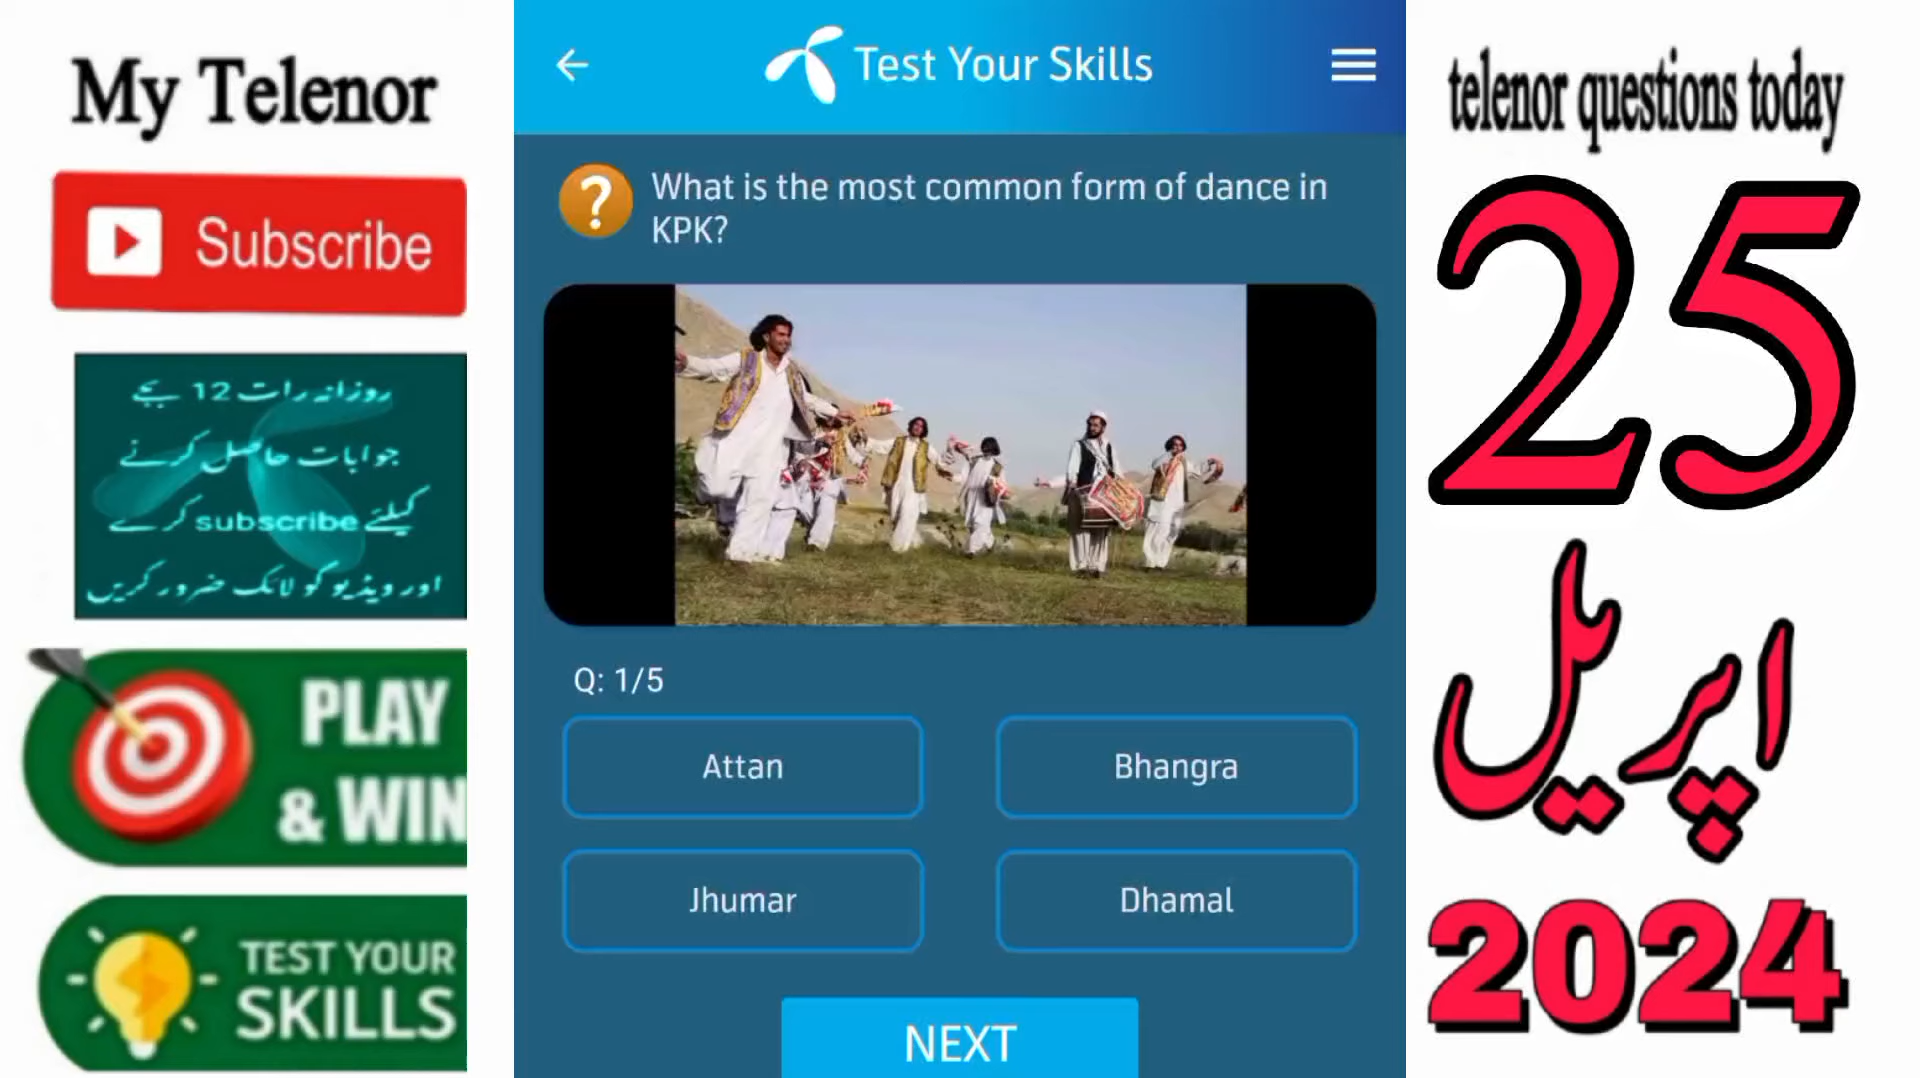 My Telenor
Subscribe
روزانہ رات 12 بجے
جوابات حاصل کرنے
کیلئے subscribe کرے
اور ویڈیو کو لائک ضرور کریں
PLAY
& WIN
TEST YOUR
SKILLS
Test Your Skills
What is the most common form of dance in
KPK?
Q: 1/5
Attan
Bhangra
Jhumar
Dhamal
NEXT
telenor questions today
25
اپریل
2024